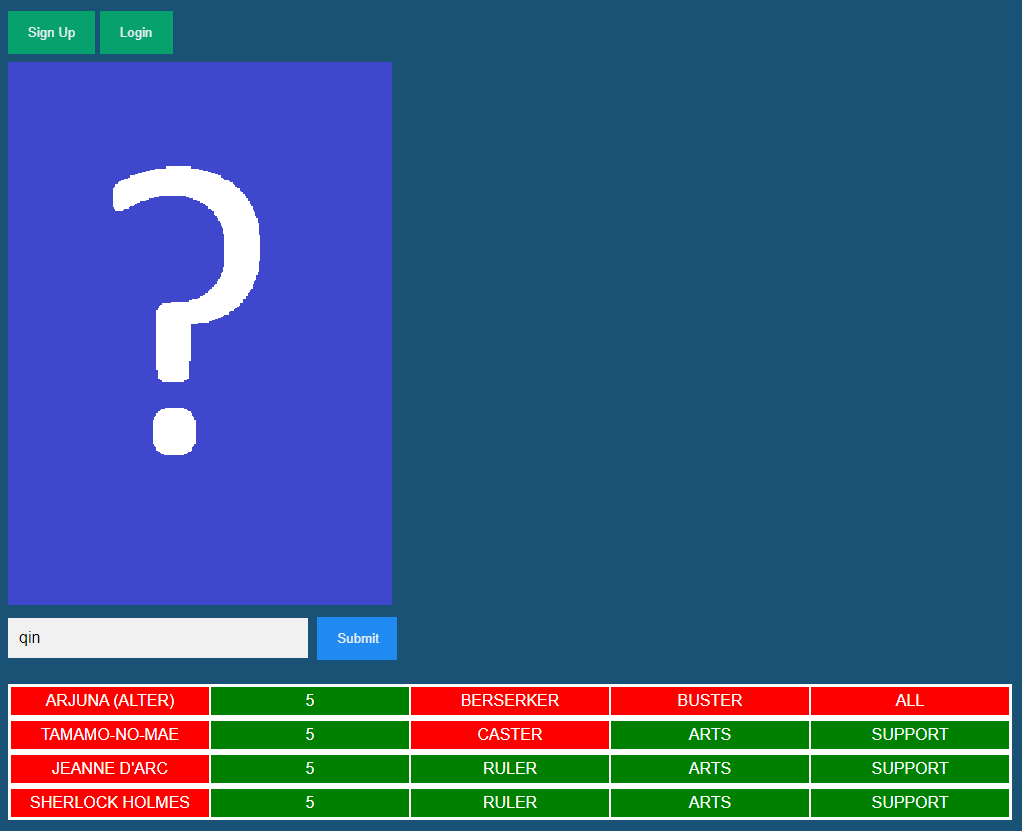 Sign Up Login
?
qin Submit
ARJUNA (ALTER) 5 BERSERKER BUSTER ALL
TAMAMO-NO-MAE 5 CASTER ARTS SUPPORT
JEANNE D'ARC 5 RULER ARTS SUPPORT
SHERLOCK HOLMES 5 RULER ARTS SUPPORT